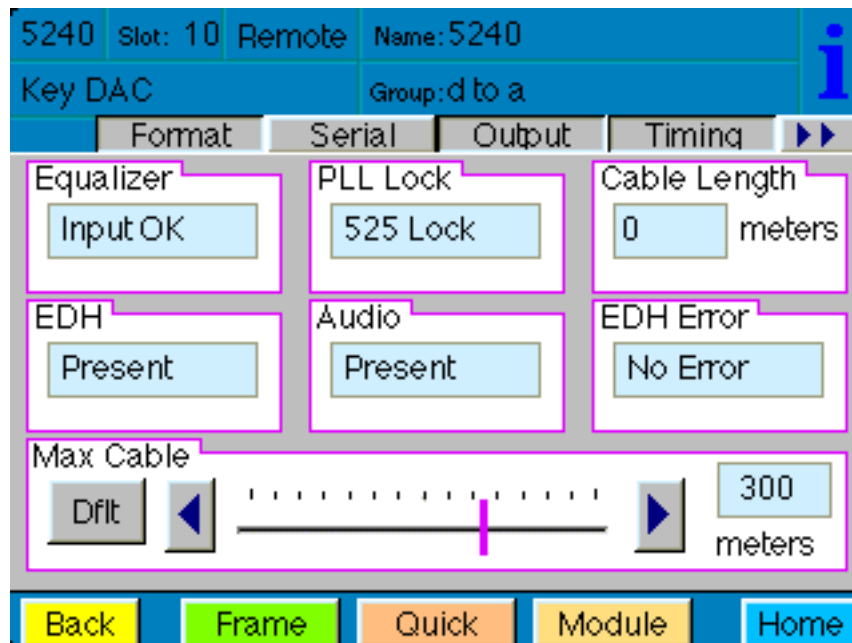 5240 Slot: 10 Remote Name: 5240
Key DAC Group: d to a
Format Serial Output Timing
Equalizer PLL Lock Cable Length
Input OK 525 Lock 0 meters
EDH Audio EDH Error
Present Present No Error
Max Cable
Dflt 300
meters
Back Frame Quick Module Home